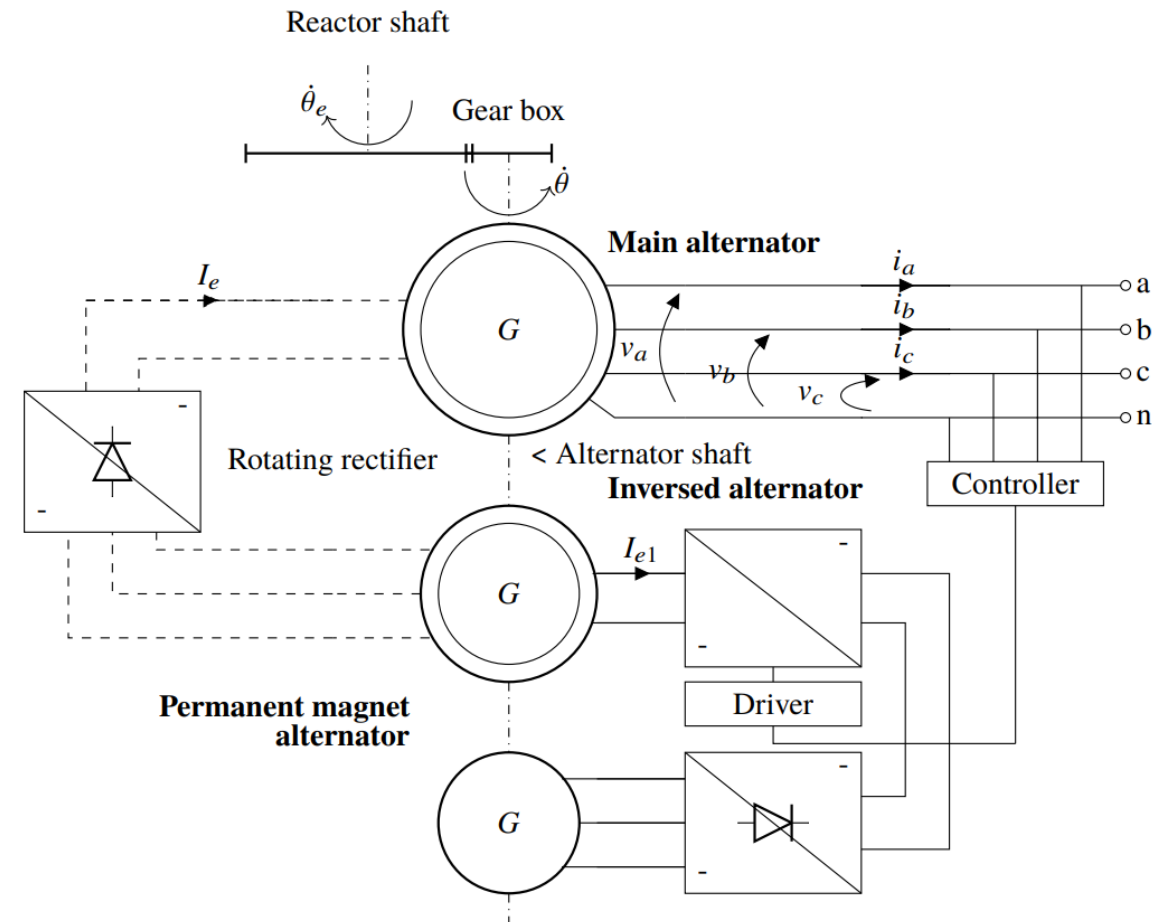 Reactor shaft
θ̇e
Gear box
θ̇
Main alternator
Ie
G
ia
a
ib
b
va
ic
vb
c
vc
n
-
Rotating rectifier
< Alternator shaft
Inversed alternator
Controller
-
Ie1
-
G
-
Permanent magnet
alternator
Driver
-
G
-